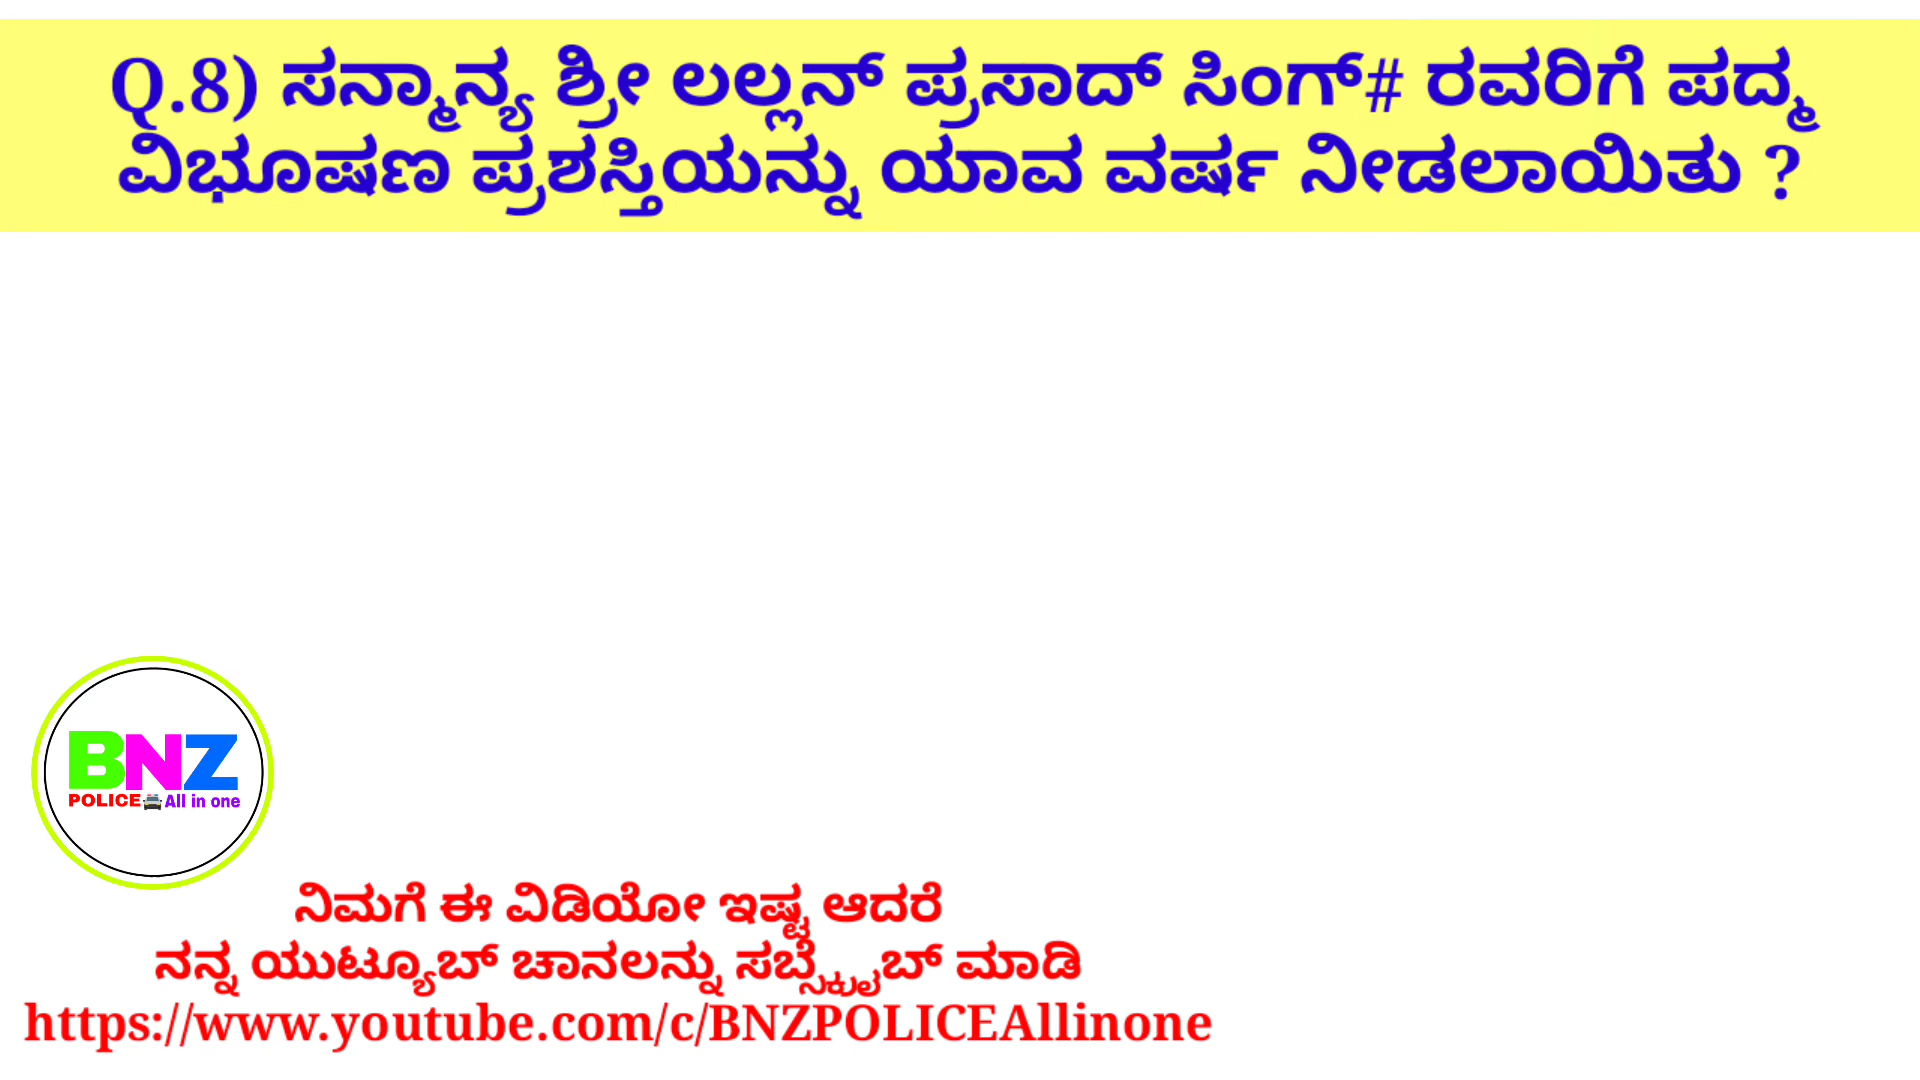 Q.8) ಸನ್ಮಾನ್ಯ ಶ್ರೀ ಲಲ್ಲನ್ ಪ್ರಸಾದ್ ಸಿಂಗ್# ರವರಿಗೆ ಪದ್ಮ
ವಿಭೂಷಣ ಪ್ರಶಸ್ತಿಯನ್ನು ಯಾವ ವರ್ಷ ನೀಡಲಾಯಿತು ?
BNZ
POLICE All in one
ನಿಮಗೆ ಈ ವಿಡಿಯೋ ಇಷ್ಟ ಆದರೆ
ನನ್ನ ಯುಟ್ಯೂಬ್ ಚಾನಲನ್ನು ಸಬ್ಸ್ಕ್ರೈಬ್ ಮಾಡಿ
https://www.youtube.com/c/BNZPOLICEAllinone